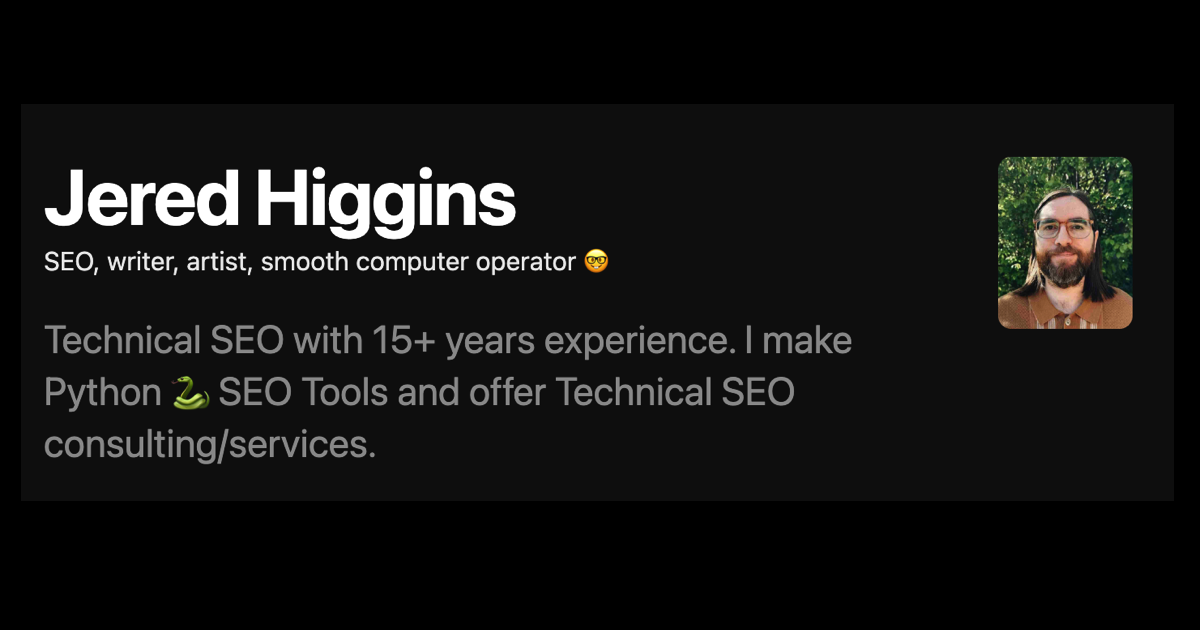 Jered Higgins
SEO, writer, artist, smooth computer operator 🤓
Technical SEO with 15+ years experience. I make
Python 🐍 SEO Tools and offer Technical SEO
consulting/services.